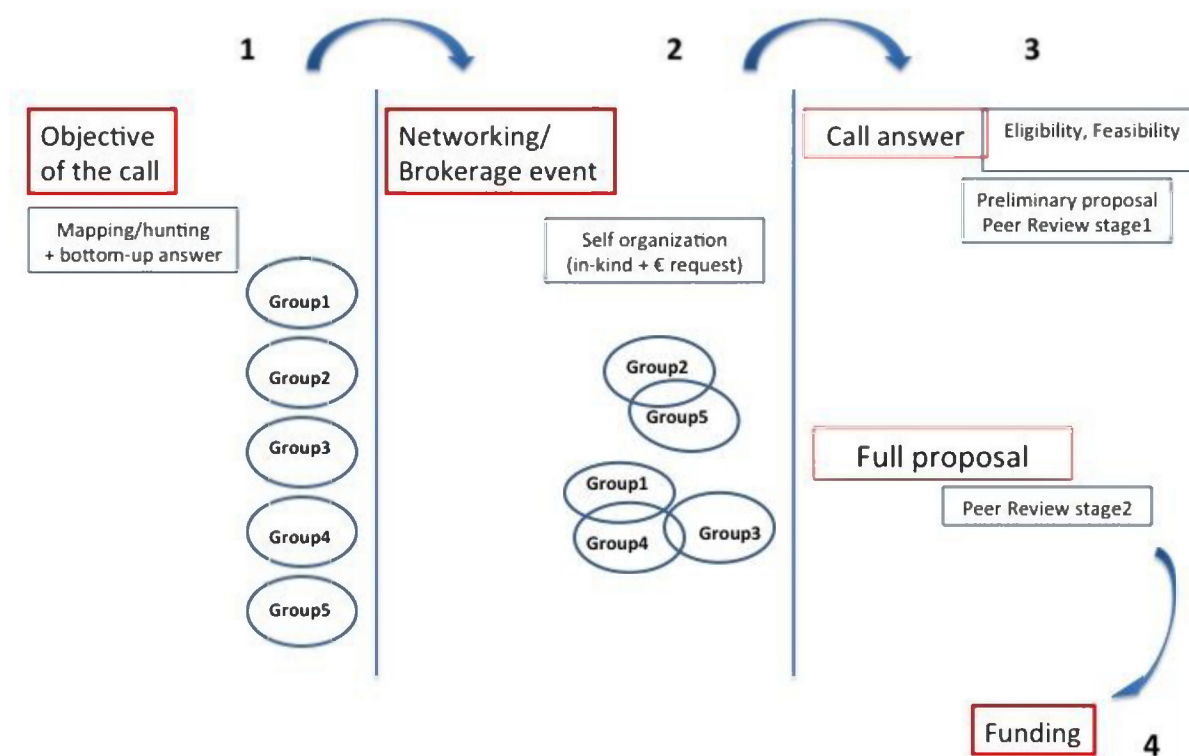 1
2
3
Objective
of the call
Mapping/hunting
+ bottom-up answer
Group1
Group2
Group3
Group4
Group5
Networking/
Brokerage event
Self organization
(in-kind + € request)
Group2
Group5
Group1
Group4
Group3
Call answer
Eligibility, Feasibility
Preliminary proposal
Peer Review stage1
Full proposal
Peer Review stage2
Funding
4